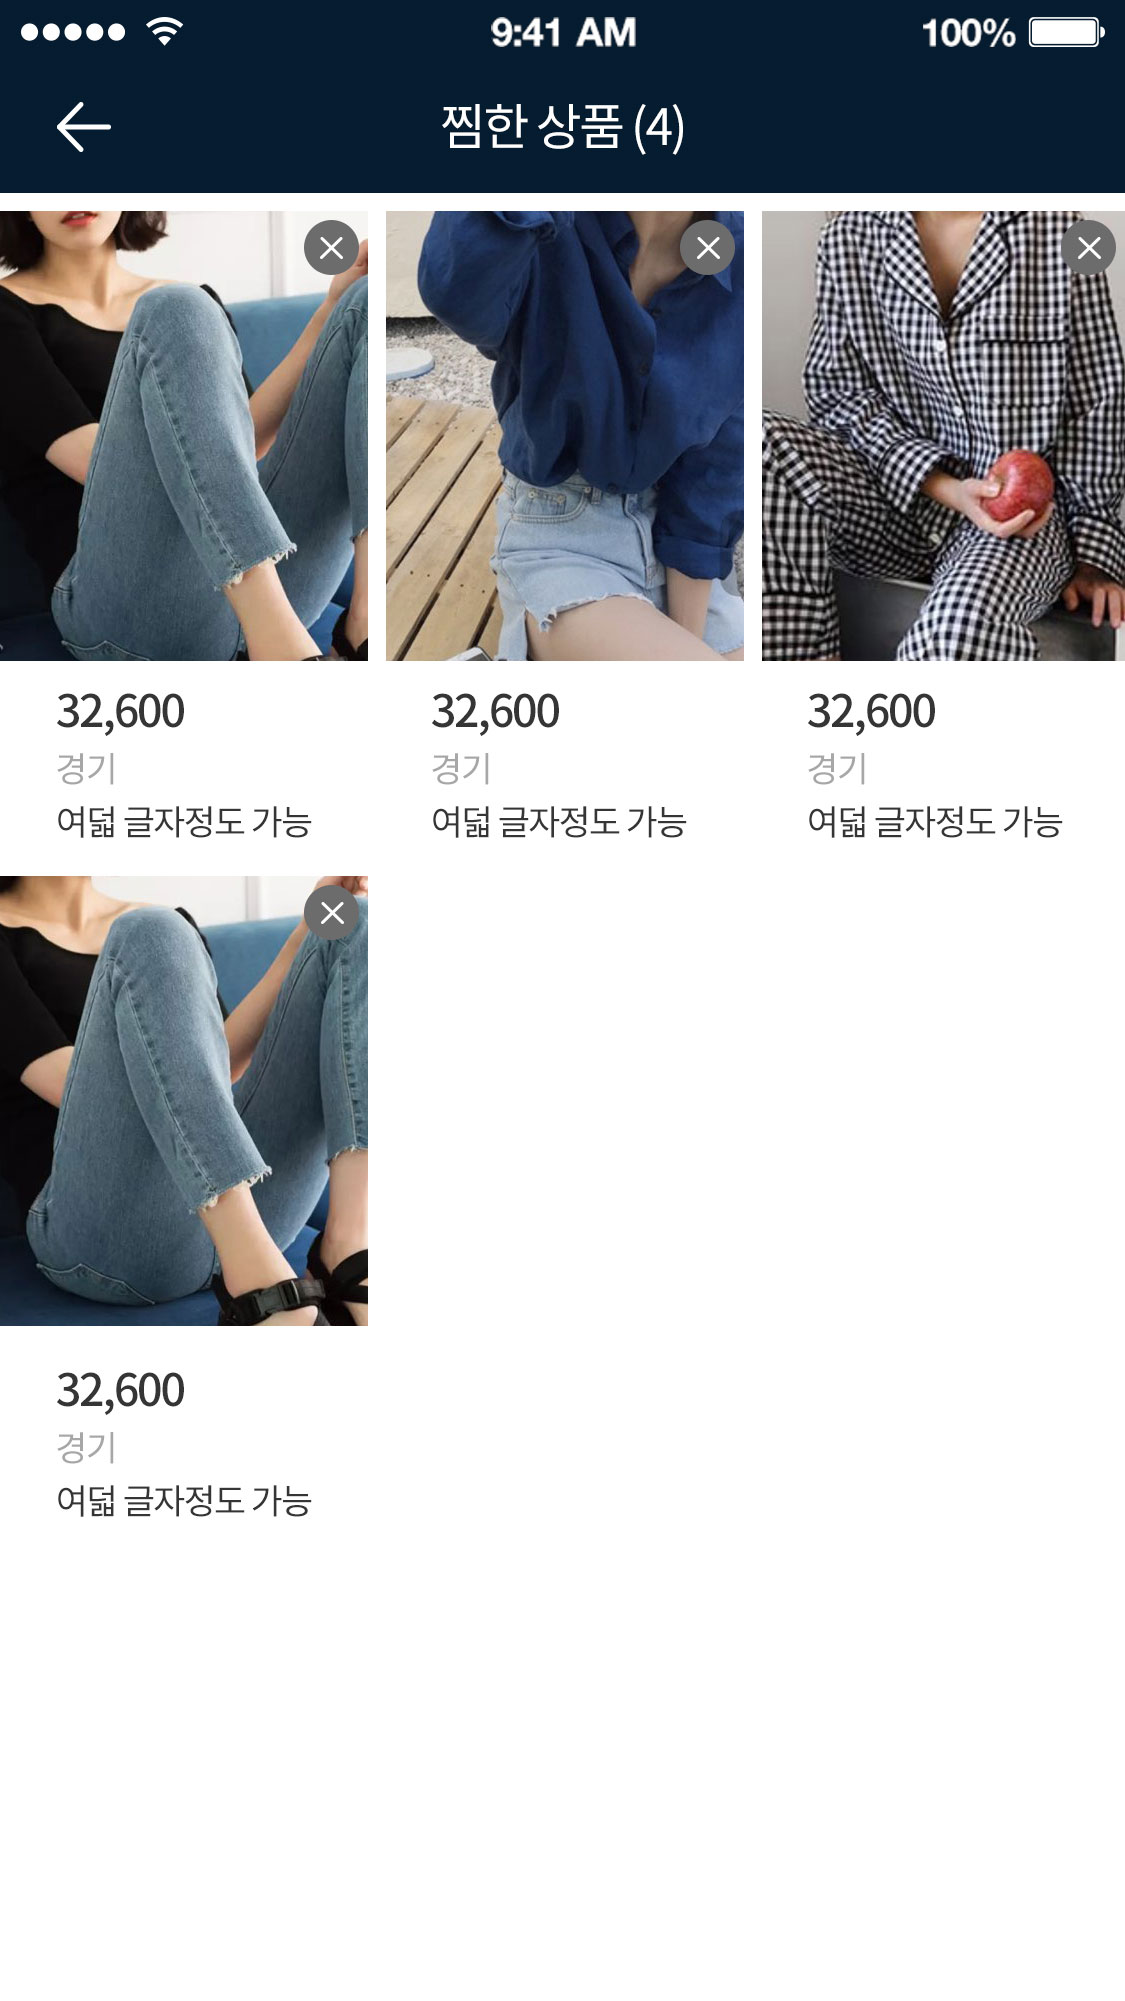 9:41 AM 100%
찜한 상품 (4)
32,600 32,600 32,600
경기 경기 경기
여덟 글자정도 가능 여덟 글자정도 가능 여덟 글자정도 가능
32,600
경기
여덟 글자정도 가능